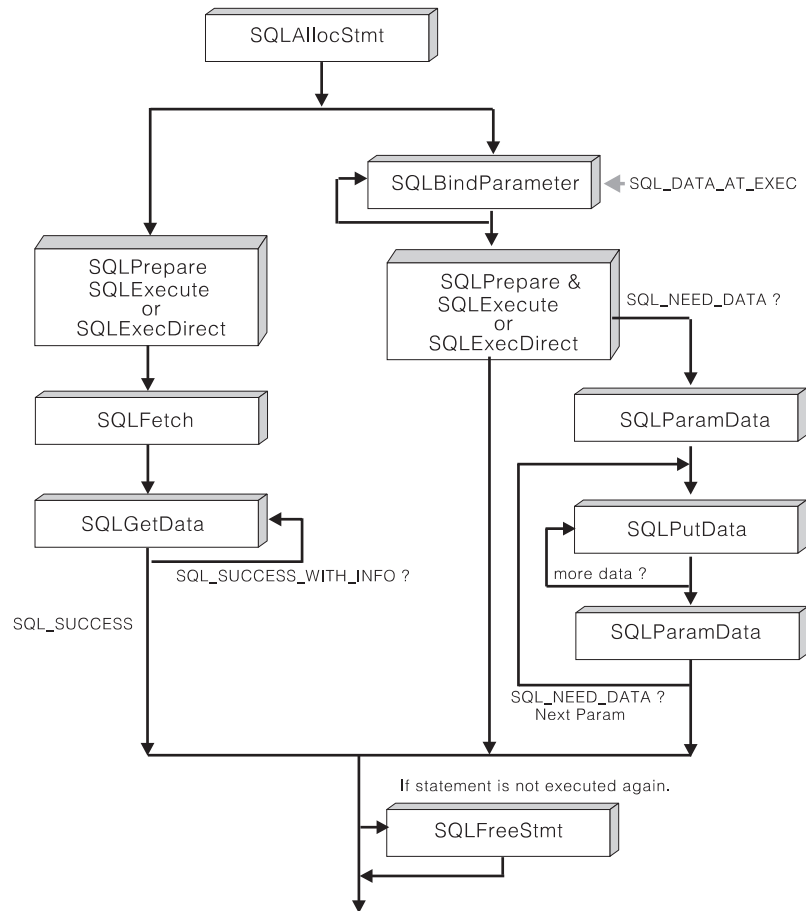 SQLAllocStmt
SQLBindParameter
SQL_DATA_AT_EXEC
SQLPrepare
SQLExecute
or
SQLExecDirect
SQLPrepare &
SQLExecute
or
SQLExecDirect
SQL_NEED_DATA ?
SQLFetch
SQLParamData
SQLGetData
SQLPutData
SQL_SUCCESS_WITH_INFO ?
more data ?
SQL_SUCCESS
SQLParamData
SQL_NEED_DATA ?
Next Param
If statement is not executed again.
SQLFreeStmt